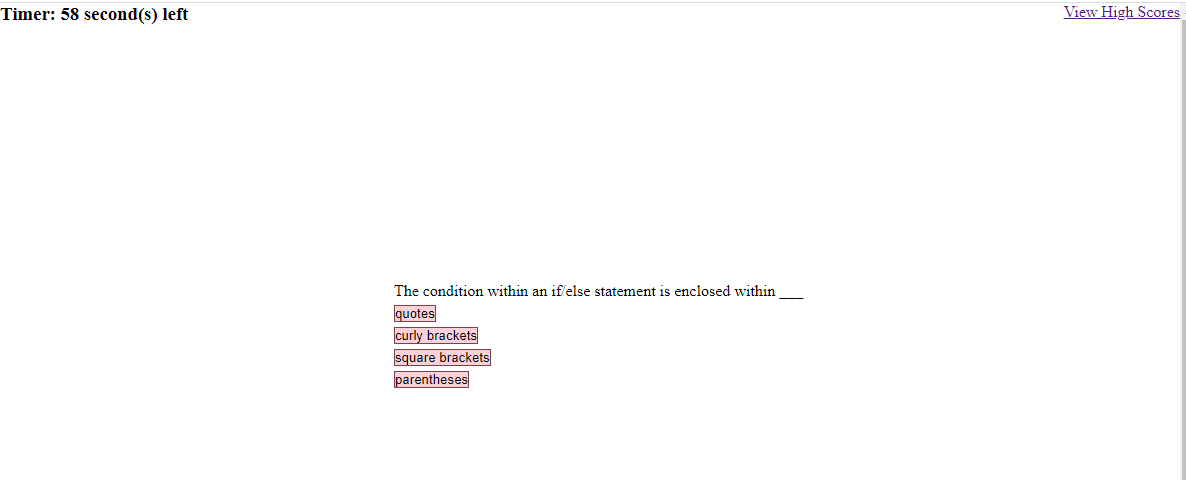 Timer: 58 second(s) left
View High Scores
The condition within an if/else statement is enclosed within ___
quotes
curly brackets
square brackets
parentheses